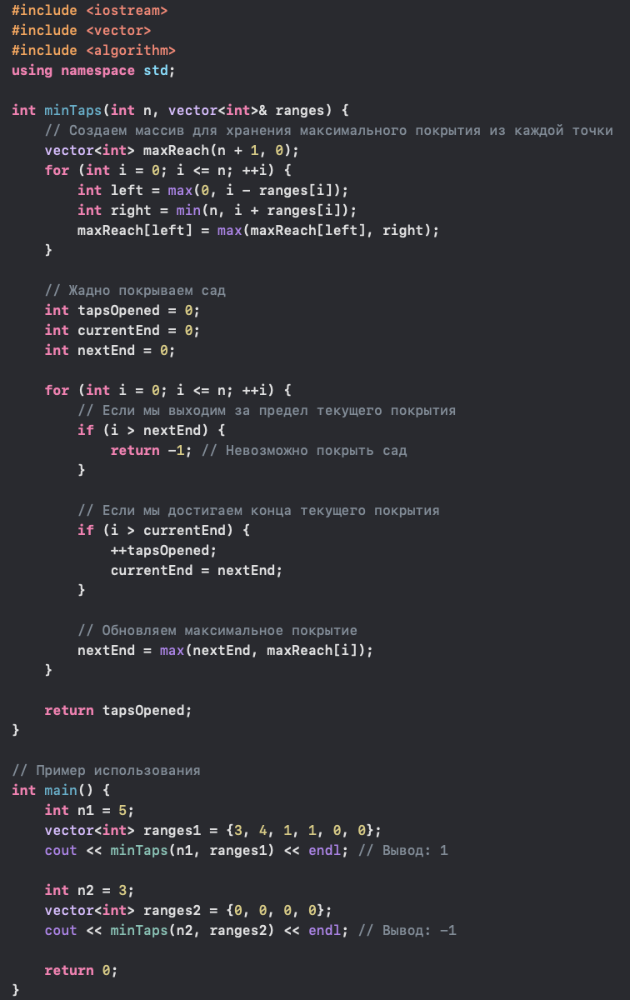 #include <iostream>
#include <vector>
#include <algorithm>
using namespace std;

int minTaps(int n, vector<int>& ranges) {
    // Создаем массив для хранения максимального покрытия из каждой точки
    vector<int> maxReach(n + 1, 0);
    for (int i = 0; i <= n; ++i) {
        int left = max(0, i - ranges[i]);
        int right = min(n, i + ranges[i]);
        maxReach[left] = max(maxReach[left], right);
    }

    // Жадно покрываем сад
    int tapsOpened = 0;
    int currentEnd = 0;
    int nextEnd = 0;

    for (int i = 0; i <= n; ++i) {
        // Если мы выходим за предел текущего покрытия
        if (i > nextEnd) {
            return -1; // Невозможно покрыть сад
        }

        // Если мы достигаем конца текущего покрытия
        if (i > currentEnd) {
            ++tapsOpened;
            currentEnd = nextEnd;
        }

        // Обновляем максимальное покрытие
        nextEnd = max(nextEnd, maxReach[i]);
    }

    return tapsOpened;
}

// Пример использования
int main() {
    int n1 = 5;
    vector<int> ranges1 = {3, 4, 1, 1, 0, 0};
    cout << minTaps(n1, ranges1) << endl; // Вывод: 1

    int n2 = 3;
    vector<int> ranges2 = {0, 0, 0, 0};
    cout << minTaps(n2, ranges2) << endl; // Вывод: -1

    return 0;
}